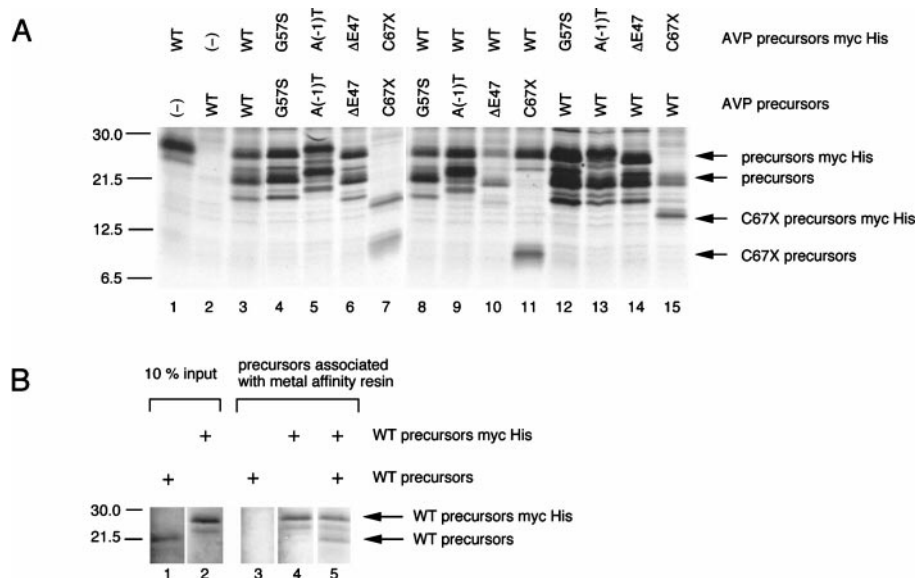 A
WT (–) WT G57S A(-1)T ΔE47 C67X WT WT WT WT G57S A(-1)T ΔE47 C67X AVP precursors myc His
(–) WT WT G57S A(-1)T ΔE47 C67X G57S A(-1)T ΔE47 C67X WT WT WT WT AVP precursors
30.0
precursors myc His
21.5
precursors
C67X precursors myc His
12.5
C67X precursors
6.5
1 2 3 4 5 6 7 8 9 10 11 12 13 14 15
B
10 % input
precursors associated
with metal affinity resin
+ + + WT precursors myc His
+ + + WT precursors
30.0
WT precursors myc His
21.5
WT precursors
1 2 3 4 5